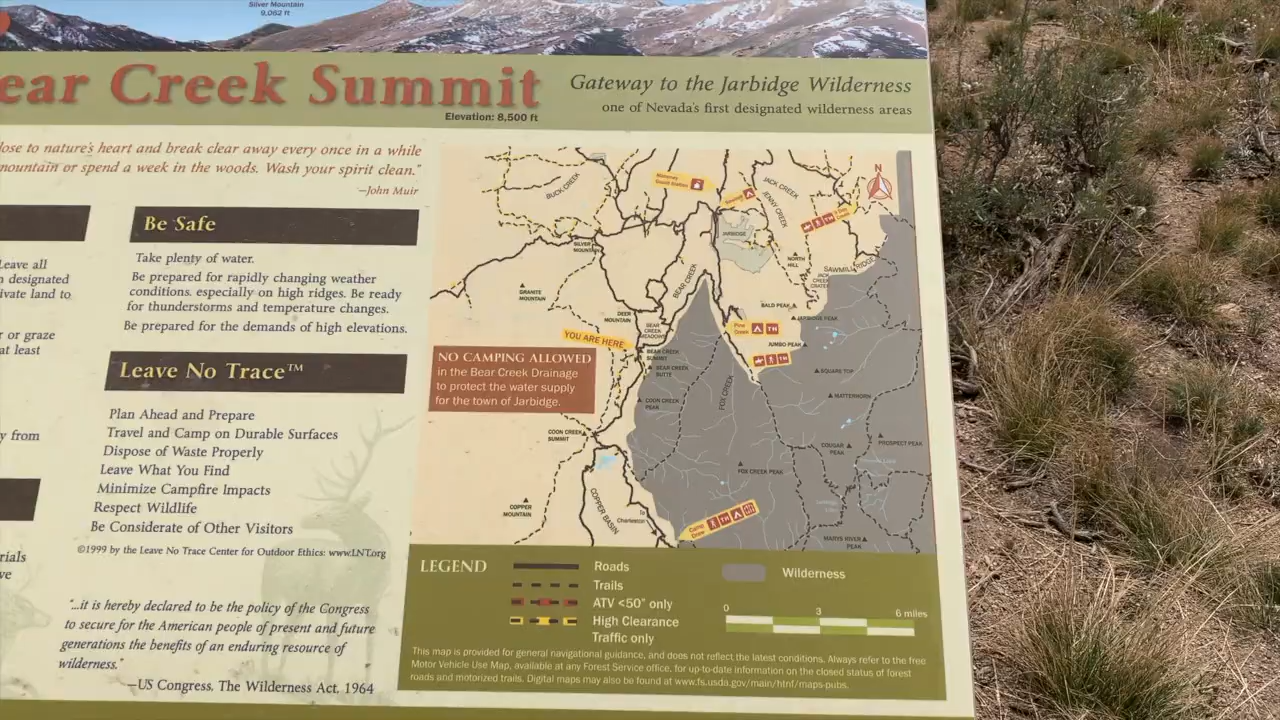 Silver Mountain
9,062 ft
ear Creek Summit
Elevation: 8,500 ft
Gateway to the Jarbidge Wilderness
one of Nevada's first designated wilderness areas
lose to nature's heart and break clear away every once in a while
mountain or spend a week in the woods. Wash your spirit clean."
—John Muir
Leave all
designated
ivate land to
r or graze
at least
y from
rials
ve
Be Safe
Take plenty of water.
Be prepared for rapidly changing weather
conditions, especially on high ridges. Be ready
for thunderstorms and temperature changes.
Be prepared for the demands of high elevations.
Leave No Trace™
Plan Ahead and Prepare
Travel and Camp on Durable Surfaces
Dispose of Waste Properly
Leave What You Find
Minimize Campfire Impacts
Respect Wildlife
Be Considerate of Other Visitors
©1999 by the Leave No Trace Center for Outdoor Ethics: www.LNT.org
"...it is hereby declared to be the policy of the Congress
to secure for the American people of present and future
generations the benefits of an enduring resource of
wilderness."
—US Congress, The Wilderness Act, 1964
N
BUCK CREEK
JACK CREEK
JENNY CREEK
JARBIDGE
SILVER
MOUNTAIN
NORTH
HILL
SAWMILL RIDGE
JACK
CREEK
CRATER
BEAR CREEK
GRANITE
MOUNTAIN
DEER
MOUNTAIN
BALD PEAK
JARBIDGE PEAK
BEAR
CREEK
MEADOWS
Pine
Creek
TH
YOU ARE HERE
JUMBO PEAK
BEAR CREEK
SUMMIT
BEAR CREEK
BUTTE
SQUARE TOP
NO CAMPING ALLOWED
in the Bear Creek Drainage
to protect the water supply
for the town of Jarbidge.
COON CREEK
PEAK
FOX CREEK
MATTERHORN
COON CREEK
SUMMIT
COUGAR
PEAK
PROSPECT PEAK
FOX CREEK PEAK
COPPER
MOUNTAIN
COPPER BASIN
To
Charleston
Camp
Draw
TH
MARYS RIVER
PEAK
LEGEND
Roads
Trails
ATV <50" only
High Clearance
Traffic only
Wilderness
0 3 6 miles
This map is provided for general navigational guidance, and does not reflect the latest conditions. Always refer to the free
Motor Vehicle Use Map, available at any Forest Service office, for up-to-date information on the closed status of forest
roads and motorized trails. Digital maps may also be found at www.fs.usda.gov/main/htnf/maps-pubs.